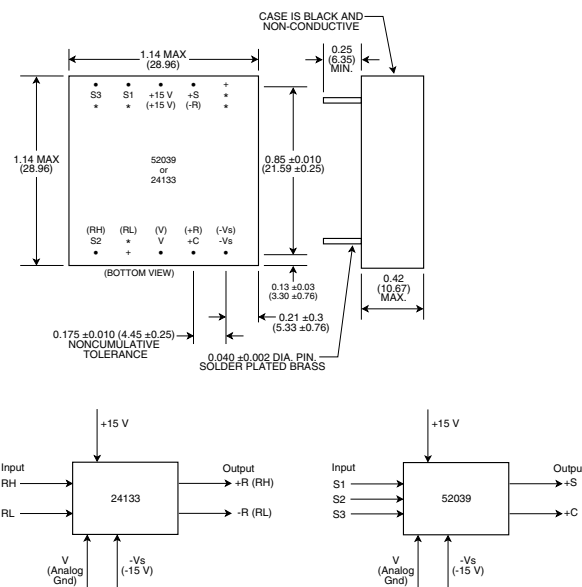 CASE IS BLACK AND
NON-CONDUCTIVE
1.14 MAX
(28.96)
0.25
(6.35)
MIN.
• • • • +
S3 S1 +15 V +S *
* * (+15 V) (-R) *
1.14 MAX
(28.96)
52039
or
24133
0.85 ±0.010
(21.59 ±0.25)
(RH) (RL) (V) (+R) (-Vs)
S2 * V +C -Vs
• + • • •
(BOTTOM VIEW)
0.13 ±0.03
(3.30 ±0.76)
0.42
(10.67)
MAX.
0.21 ±0.3
(5.33 ±0.76)
0.175 ±0.010 (4.45 ±0.25)
NONCUMULATIVE
TOLERANCE
0.040 ±0.002 DIA. PIN.
SOLDER PLATED BRASS
+15 V
Input
RH
RL
24133
Output
+R (RH)
-R (RL)
V
(Analog
Gnd)
-Vs
(-15 V)
+15 V
Input
S1
S2
S3
52039
Outpu
+S
+C
V
(Analog
Gnd)
-Vs
(-15 V)